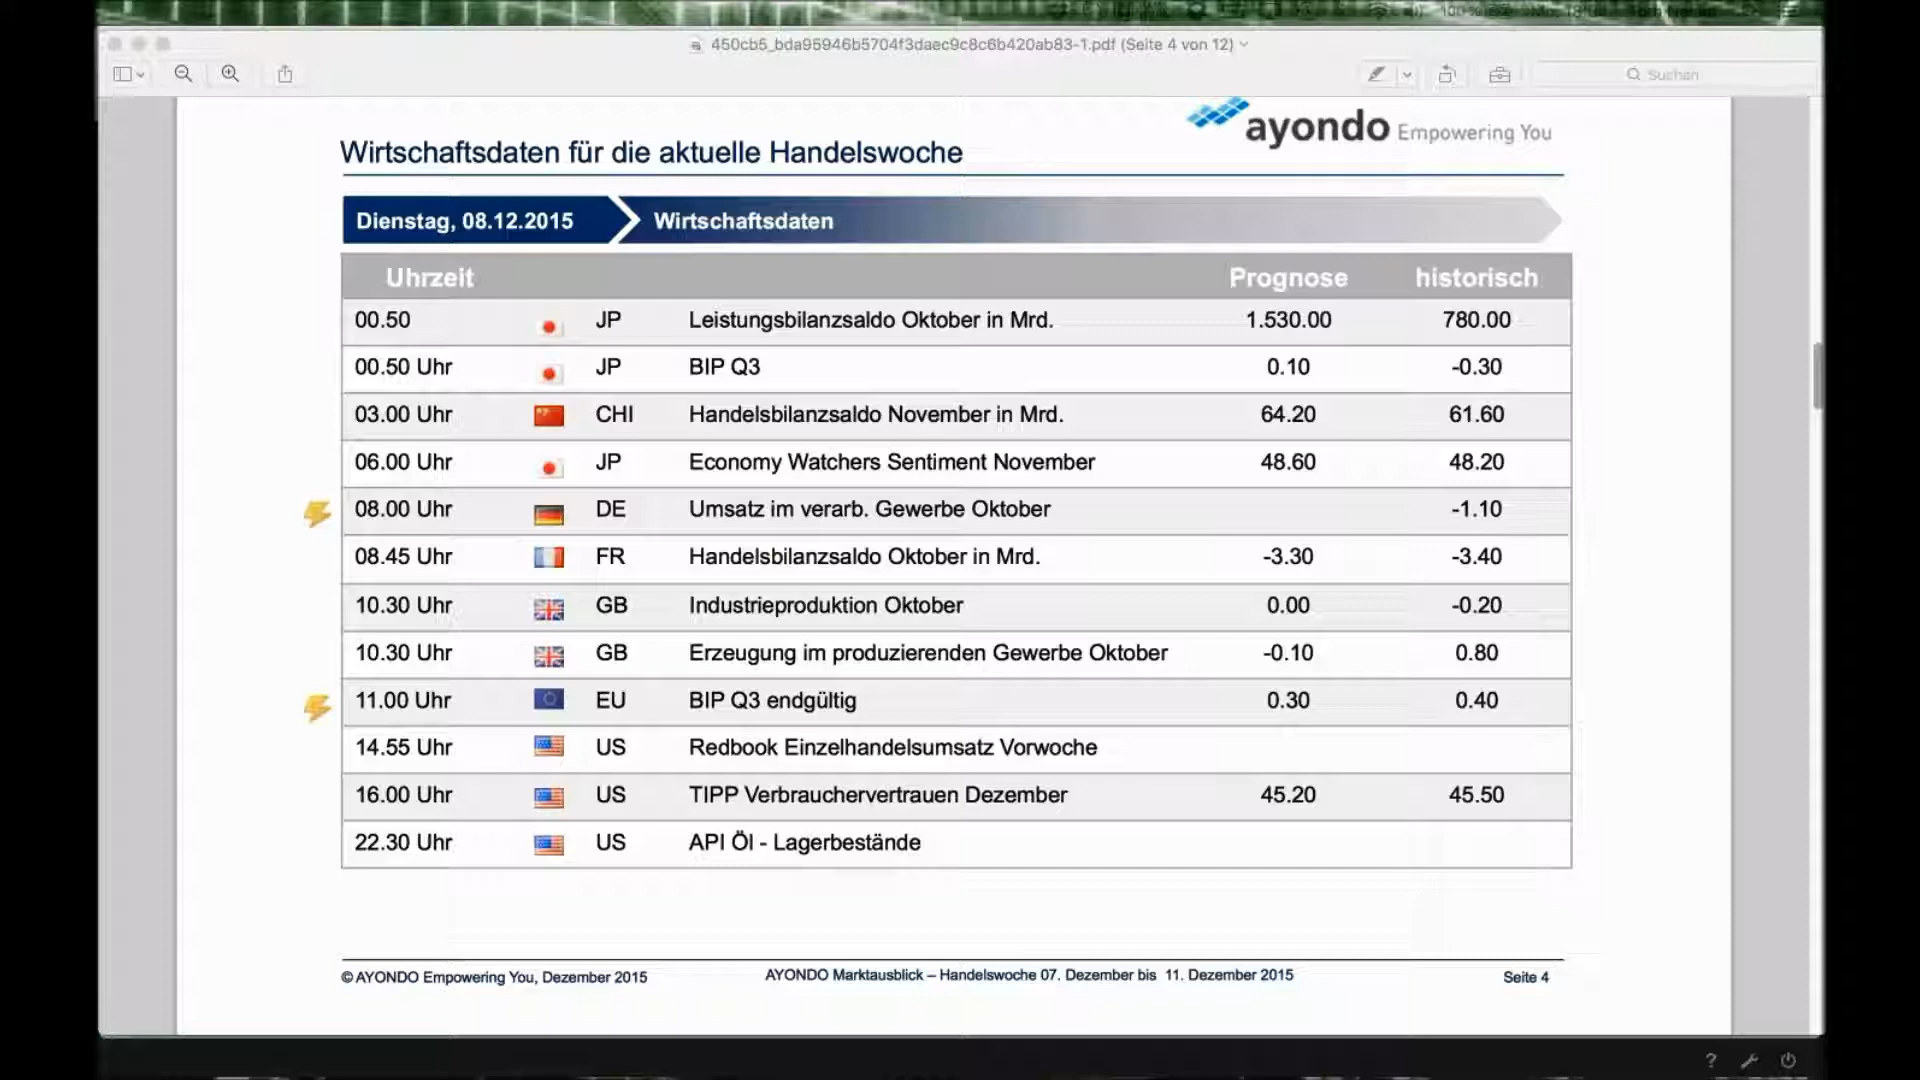 450cb5_bda95946b5704f3daec9c8c6b420ab83-1.pdf (Seite 4 von 12)
Suchen
ayondo Empowering You
Wirtschaftsdaten für die aktuelle Handelswoche
Dienstag, 08.12.2015 Wirtschaftsdaten
Uhrzeit Prognose historisch
00.50 JP Leistungsbilanzsaldo Oktober in Mrd. 1.530.00 780.00
00.50 Uhr JP BIP Q3 0.10 -0.30
03.00 Uhr CHI Handelsbilanzsaldo November in Mrd. 64.20 61.60
06.00 Uhr JP Economy Watchers Sentiment November 48.60 48.20
08.00 Uhr DE Umsatz im verarb. Gewerbe Oktober -1.10
08.45 Uhr FR Handelsbilanzsaldo Oktober in Mrd. -3.30 -3.40
10.30 Uhr GB Industrieproduktion Oktober 0.00 -0.20
10.30 Uhr GB Erzeugung im produzierenden Gewerbe Oktober -0.10 0.80
11.00 Uhr EU BIP Q3 endgültig 0.30 0.40
14.55 Uhr US Redbook Einzelhandelsumsatz Vorwoche
16.00 Uhr US TIPP Verbrauchervertrauen Dezember 45.20 45.50
22.30 Uhr US API Öl - Lagerbestände
© AYONDO Empowering You, Dezember 2015 AYONDO Marktausblick – Handelswoche 07. Dezember bis 11. Dezember 2015 Seite 4
?